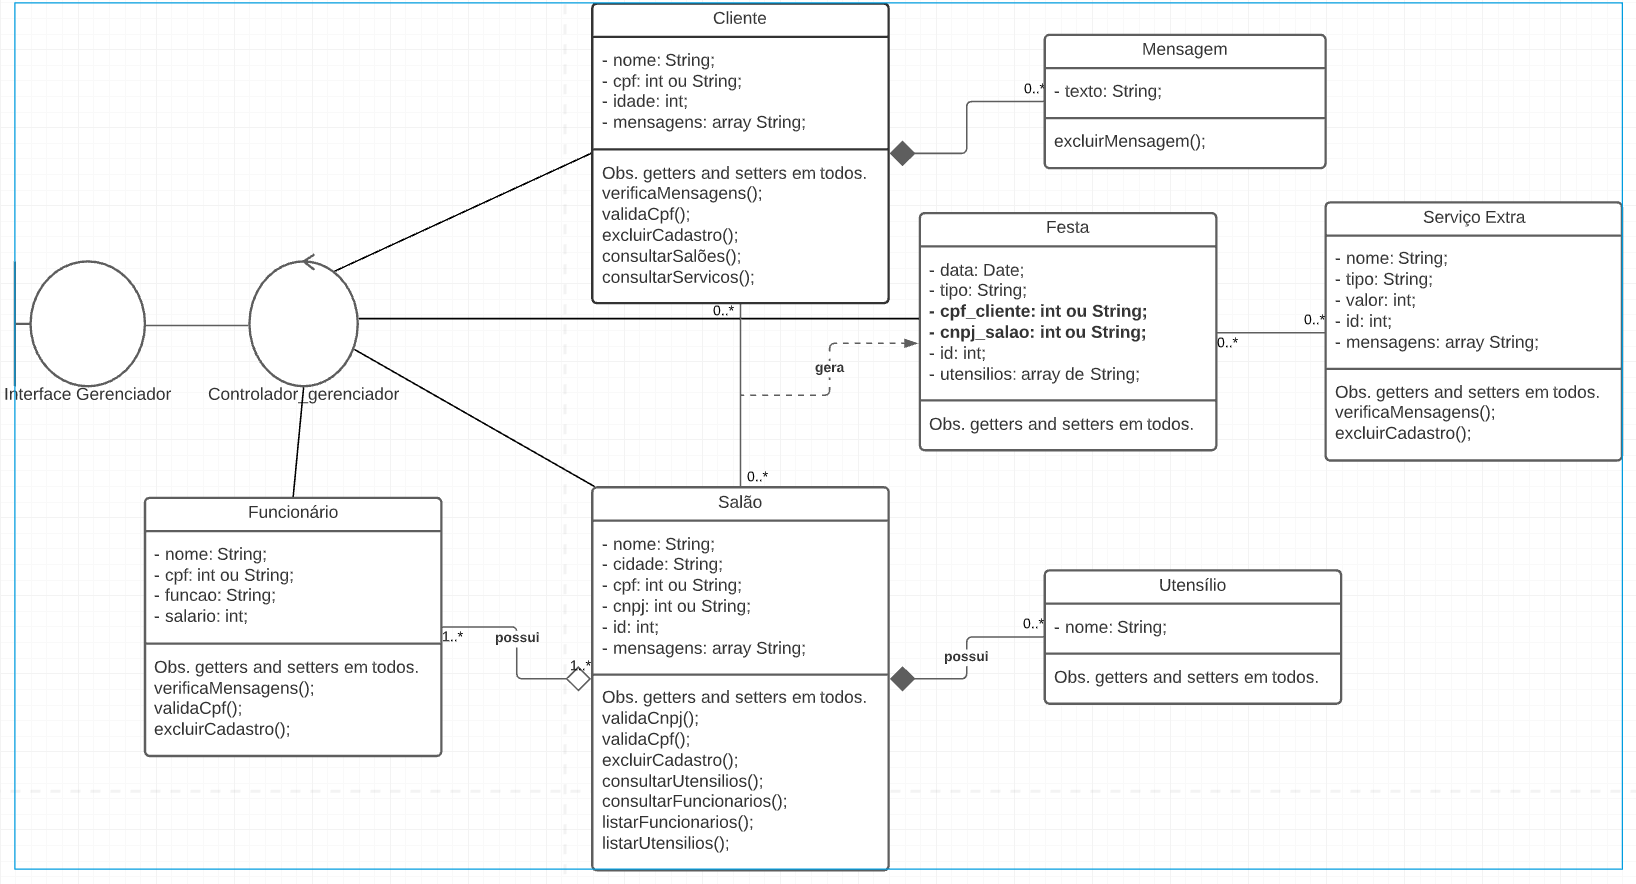 Cliente
- nome: String;
- cpf: int ou String;
- idade: int;
- mensagens: array String;
Obs. getters and setters em todos.
verificaMensagens();
validaCpf();
excluirCadastro();
consultarSalões();
consultarServicos();
0..*
Mensagem
0..*
- texto: String;
excluirMensagem();
Festa
- data: Date;
- tipo: String;
- cpf_cliente: int ou String;
- cnpj_salao: int ou String;
- id: int;
- utensilios: array de String;
Obs. getters and setters em todos.
gera
0..*
0..*
Serviço Extra
- nome: String;
- tipo: String;
- valor: int;
- id: int;
- mensagens: array String;
Obs. getters and setters em todos.
verificaMensagens();
excluirCadastro();
Interface Gerenciador
Controlador_gerenciador
Funcionário
- nome: String;
- cpf: int ou String;
- funcao: String;
- salario: int;
Obs. getters and setters em todos.
verificaMensagens();
validaCpf();
excluirCadastro();
1..*
possui
1..*
0..*
Salão
- nome: String;
- cidade: String;
- cpf: int ou String;
- cnpj: int ou String;
- id: int;
- mensagens: array String;
Obs. getters and setters em todos.
validaCnpj();
validaCpf();
excluirCadastro();
consultarUtensilios();
consultarFuncionarios();
listarFuncionarios();
listarUtensilios();
possui
0..*
Utensílio
- nome: String;
Obs. getters and setters em todos.